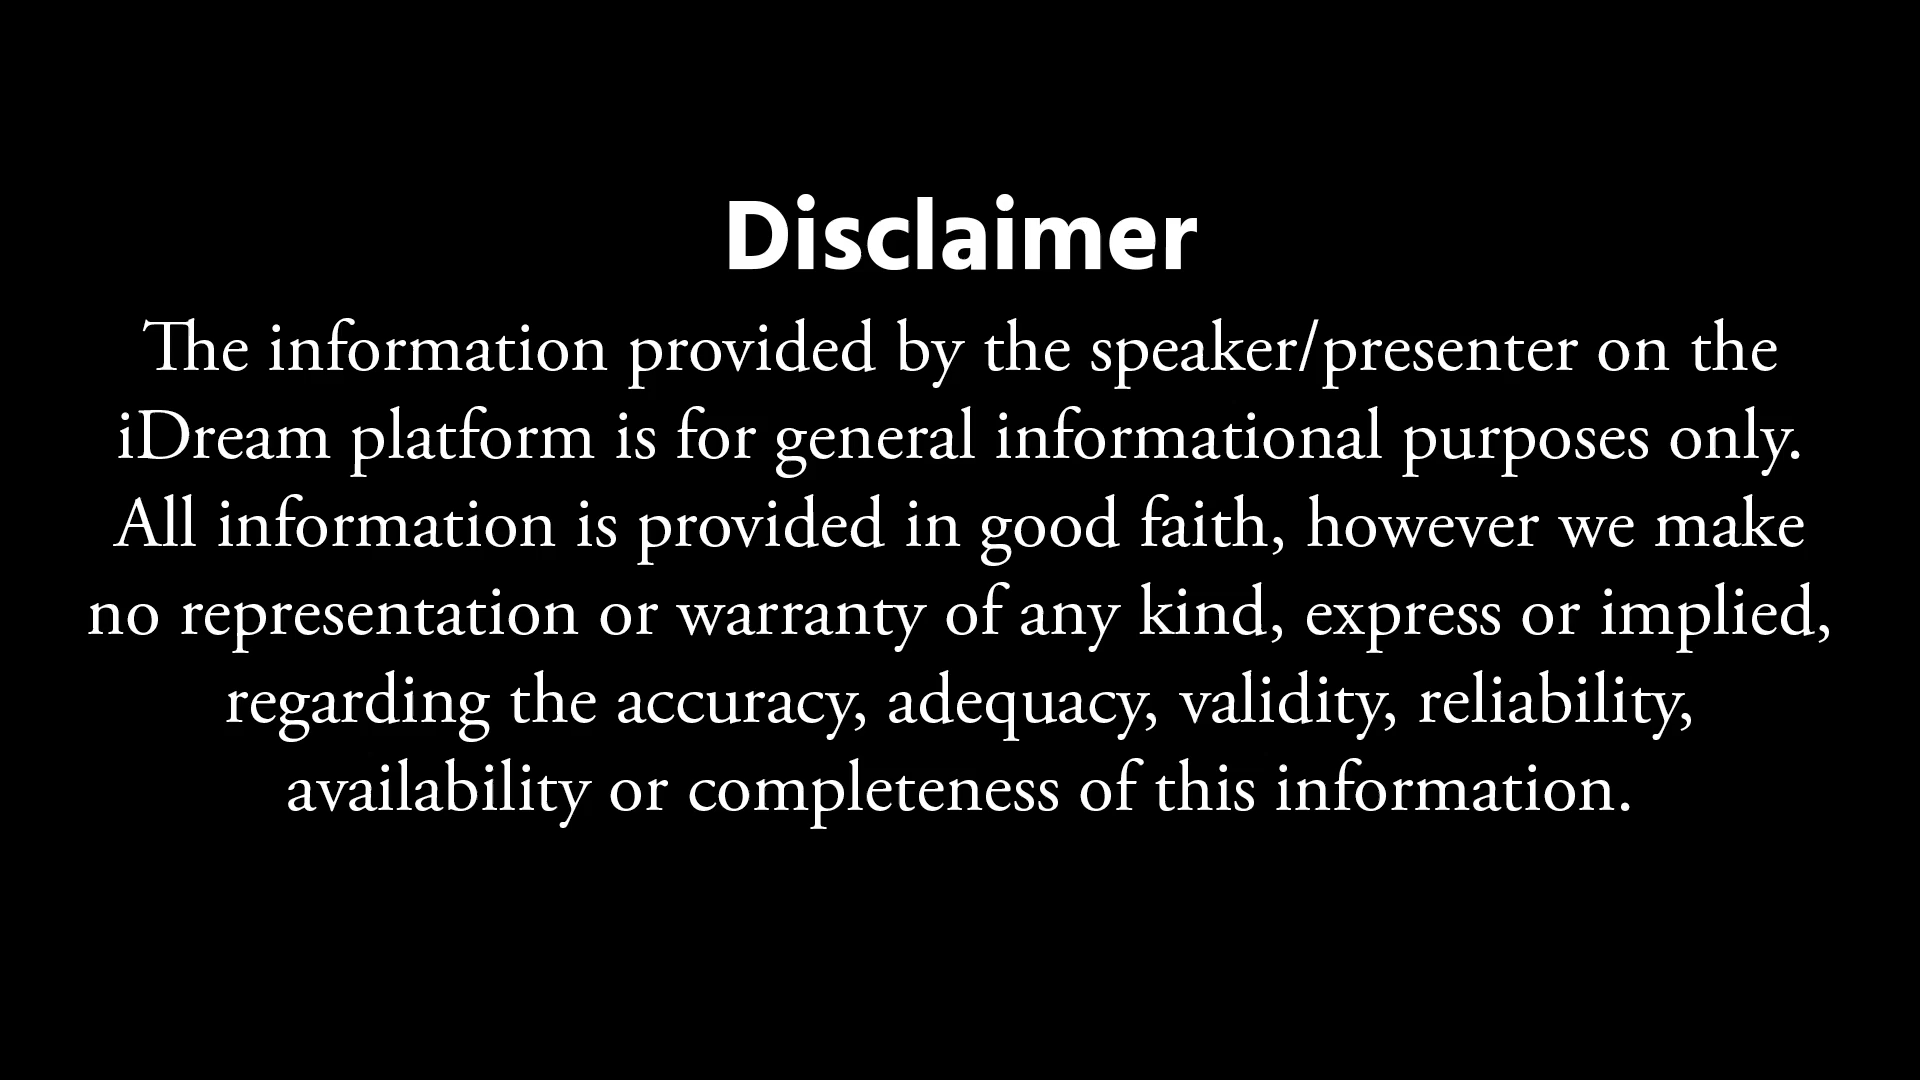 Disclaimer
The information provided by the speaker/presenter on the
iDream platform is for general informational purposes only.
All information is provided in good faith, however we make
no representation or warranty of any kind, express or implied,
regarding the accuracy, adequacy, validity, reliability,
availability or completeness of this information.